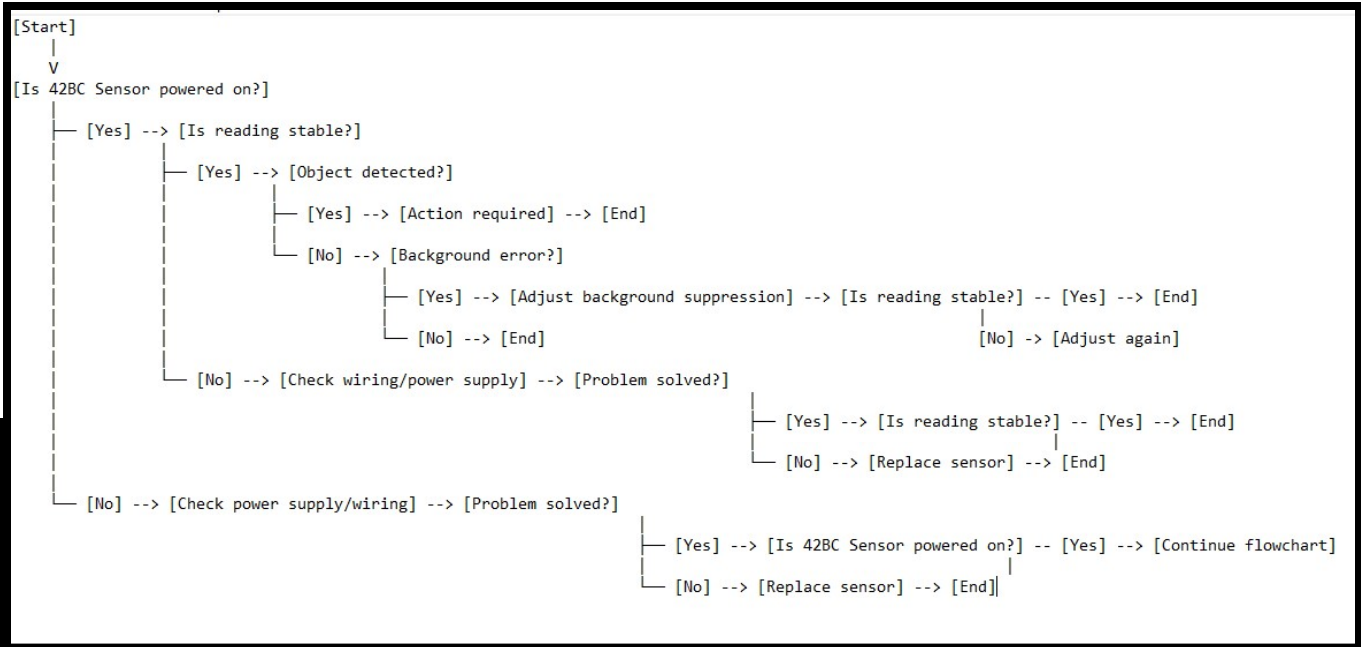 [Start]
V
[Is 42BC Sensor powered on?]
[Yes] --> [Is reading stable?]
[Yes] --> [Object detected?]
[Yes] --> [Action required] --> [End]
[No] --> [Background error?]
[Yes] --> [Adjust background suppression] --> [Is reading stable?] -- [Yes] --> [End]
[No] --> [End] [No] -> [Adjust again]
[No] --> [Check wiring/power supply] --> [Problem solved?]
[Yes] --> [Is reading stable?] -- [Yes] --> [End]
[No] --> [Replace sensor] --> [End]
[No] --> [Check power supply/wiring] --> [Problem solved?]
[Yes] --> [Is 42BC Sensor powered on?] -- [Yes] --> [Continue flowchart]
[No] --> [Replace sensor] --> [End]